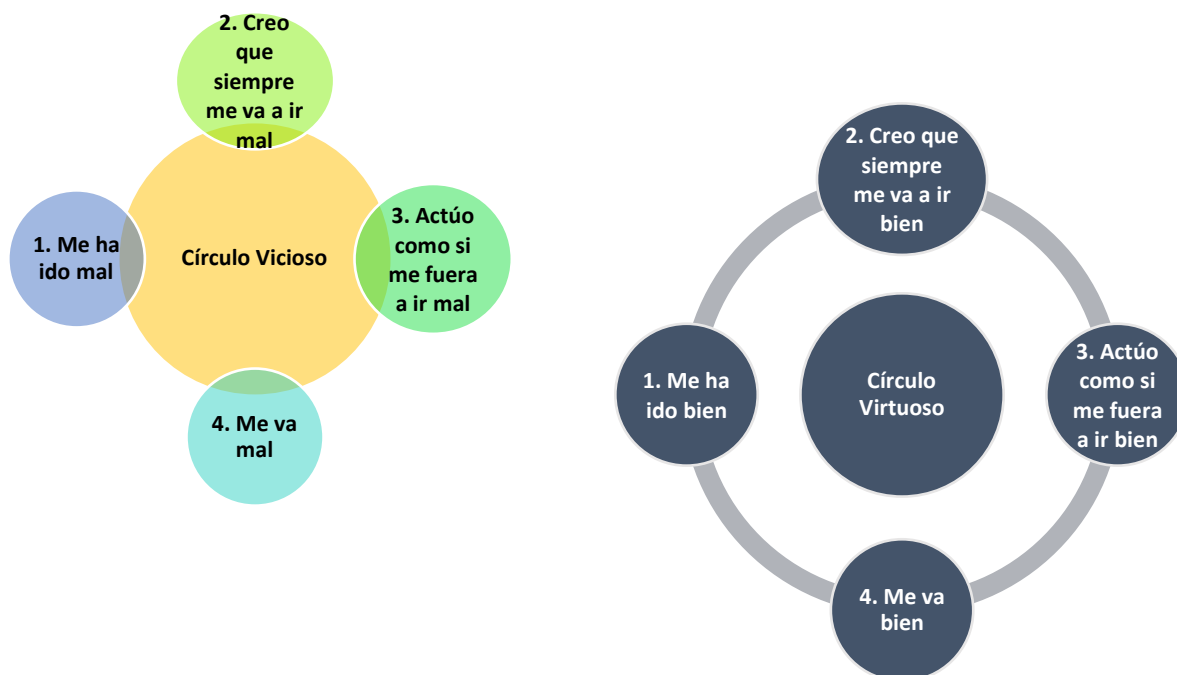 2. Creo
que
siempre
me va a ir
mal
1. Me ha
ido mal
Círculo Vicioso
3. Actúo
como si
me fuera
a ir mal
4. Me va
mal
2. Creo que
siempre
me va a ir
bien
1. Me ha
ido bien
Círculo
Virtuoso
3. Actúo
como si
me fuera
a ir bien
4. Me va
bien